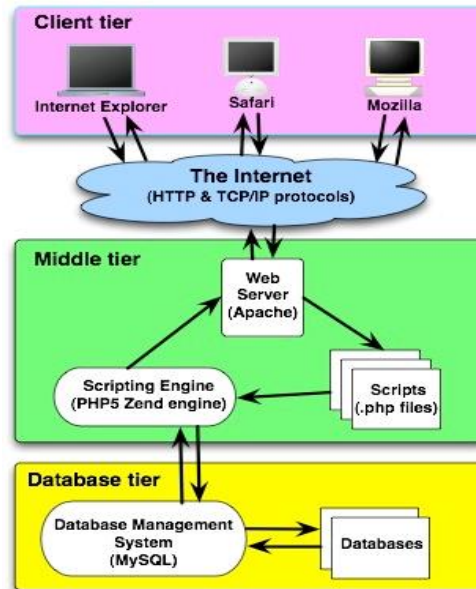 Client tier
Internet Explorer
Safari
Mozilla
The Internet
(HTTP & TCP/IP protocols)
Middle tier
Web
Server
(Apache)
Scripting Engine
(PHP5 Zend engine)
Scripts
(.php files)
Database tier
Database Management
System
(MySQL)
Databases